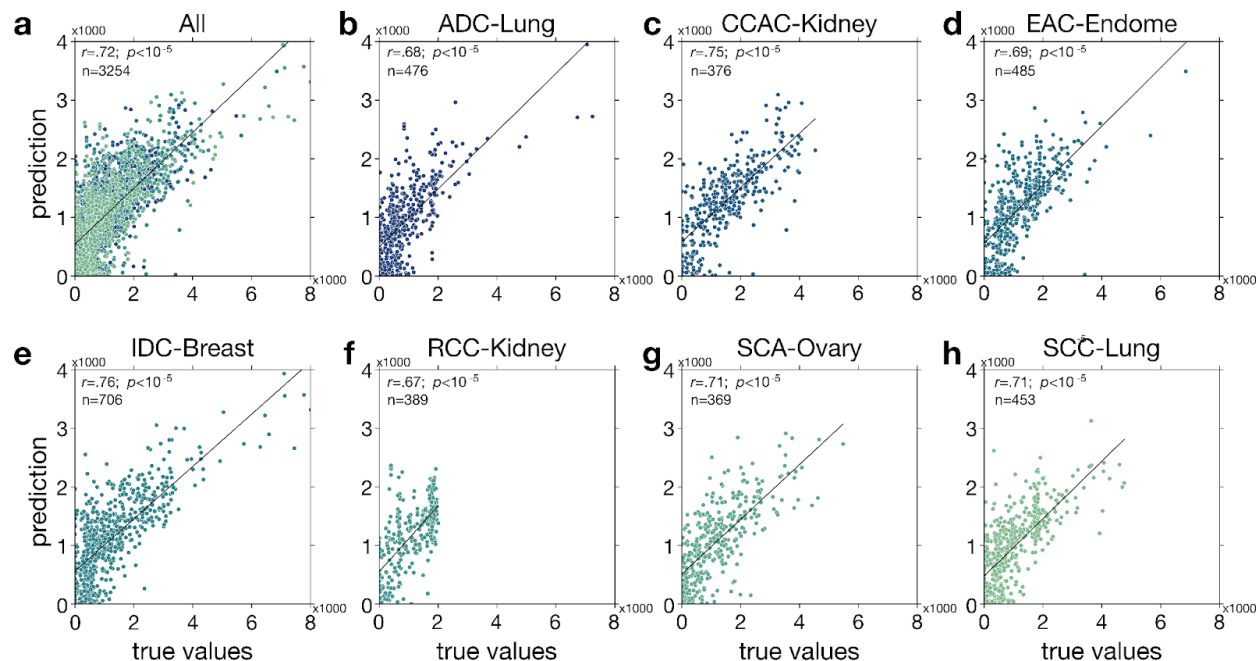 a All
x1000
r=.72; p<10⁻⁵
n=3254
4
3
2
1
0
prediction
0 2 4 6 8
x1000
b ADC-Lung
x1000
r=.68; p<10⁻⁵
n=476
4
3
2
1
0
0 2 4 6 8
x1000
c CCAC-Kidney
x1000
r=.75; p<10⁻⁵
n=376
4
3
2
1
0
0 2 4 6 8
x1000
d EAC-Endome
x1000
r=.69; p<10⁻⁵
n=485
4
3
2
1
0
0 2 4 6 8
x1000
e IDC-Breast
x1000
r=.76; p<10⁻⁵
n=706
4
3
2
1
0
prediction
0 2 4 6 8
x1000
true values
f RCC-Kidney
x1000
r=.67; p<10⁻⁵
n=389
4
3
2
1
0
0 2 4 6 8
x1000
true values
g SCA-Ovary
x1000
r=.71; p<10⁻⁵
n=369
4
3
2
1
0
0 2 4 6 8
x1000
true values
h SCC-Lung
x1000
r=.71; p<10⁻⁵
n=453
4
3
2
1
0
0 2 4 6 8
x1000
true values